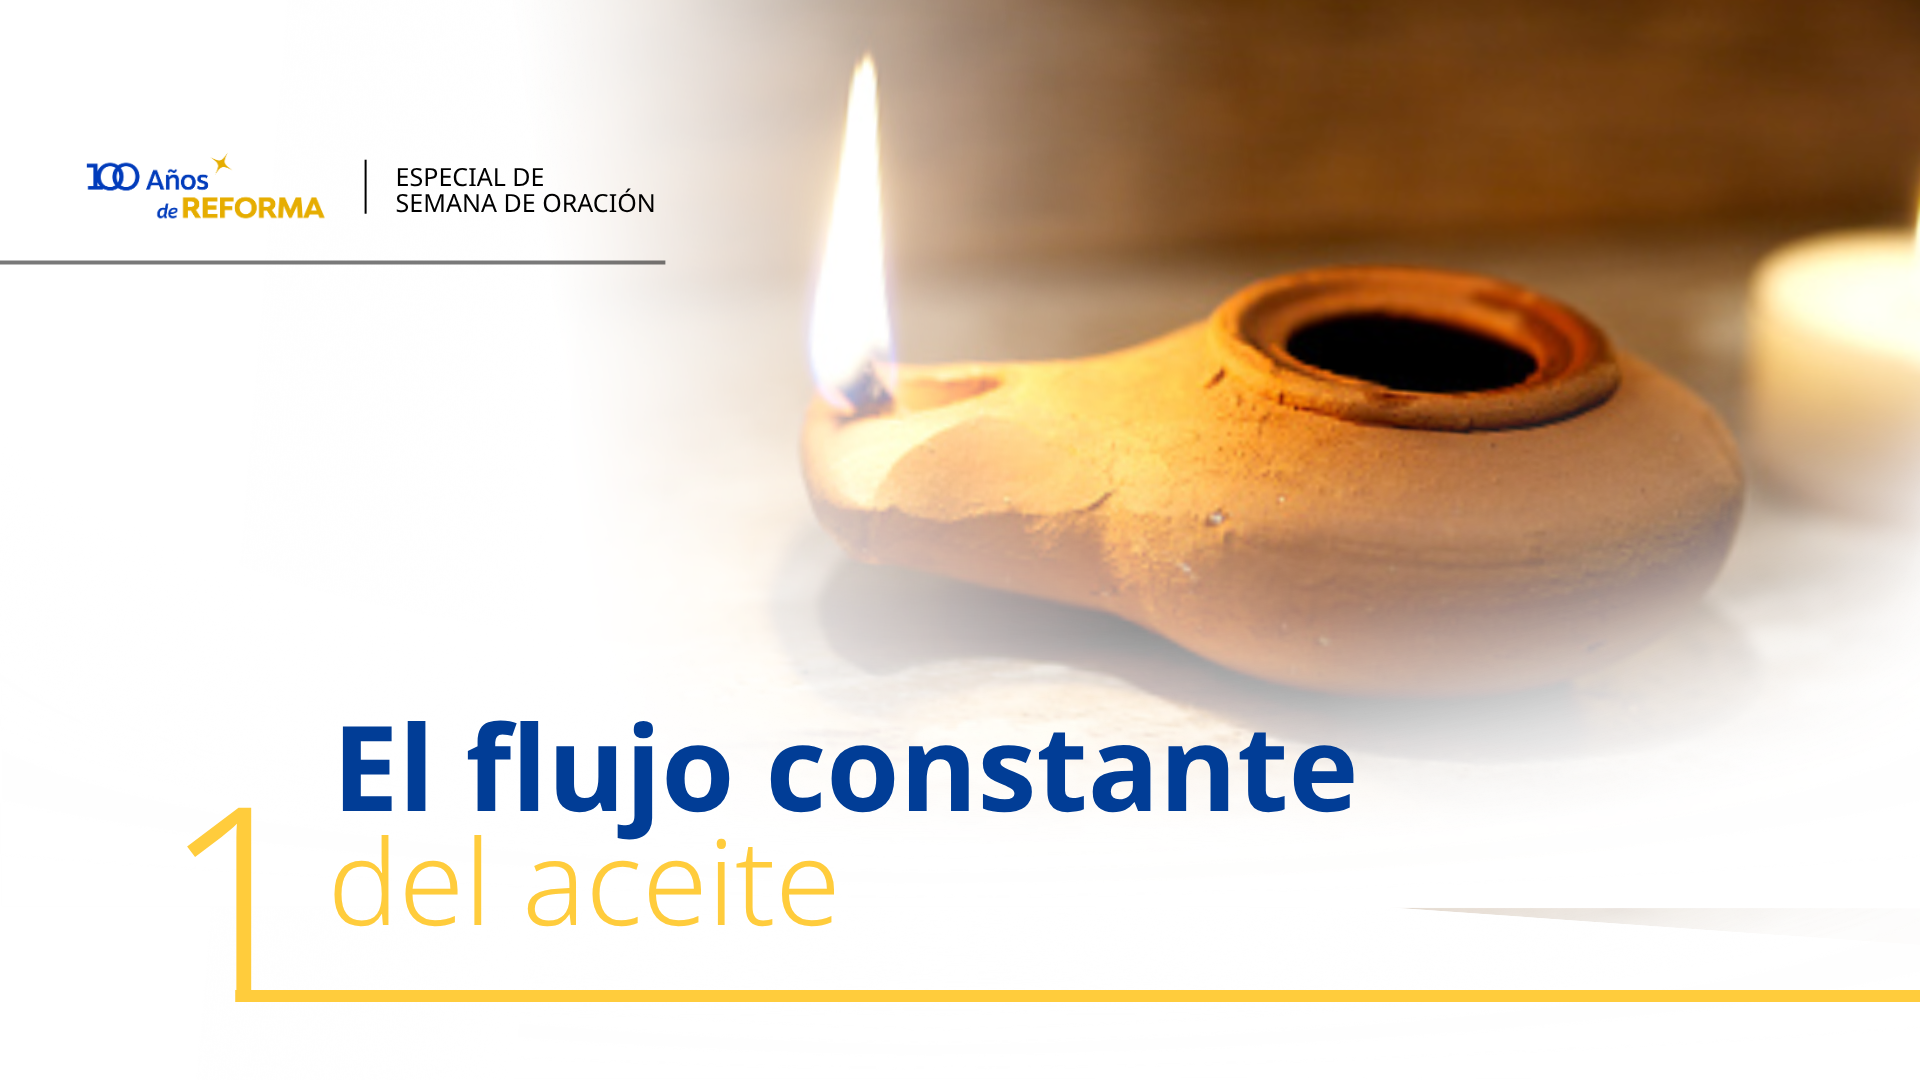 100 Años
de REFORMA
ESPECIAL DE
SEMANA DE ORACIÓN
El flujo constante
1
del aceite